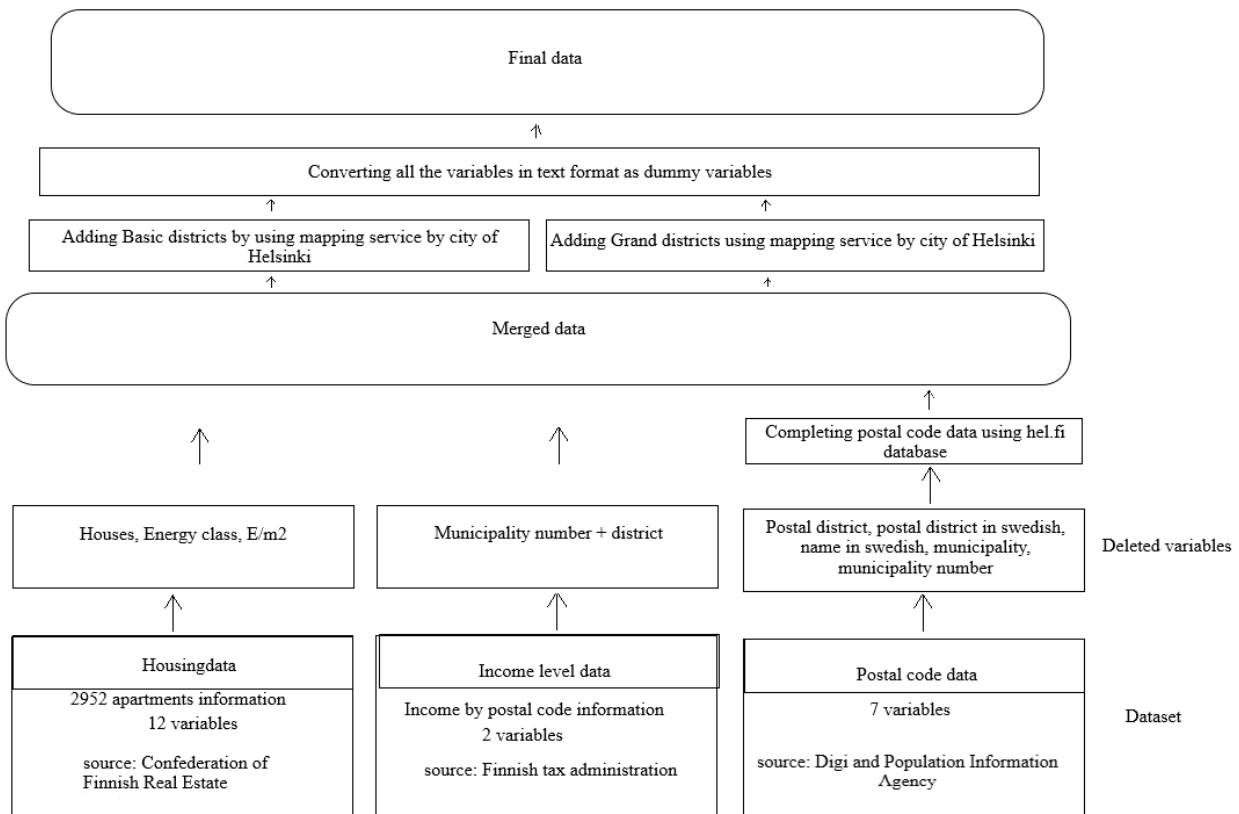 Final data
Converting all the variables in text format as dummy variables
Adding Basic districts by using mapping service by city of
Helsinki
Adding Grand districts using mapping service by city of Helsinki
Merged data
Completing postal code data using hel.fi
database
Houses, Energy class, E/m2
Municipality number + district
Postal district, postal district in swedish,
name in swedish, municipality,
municipality number
Deleted variables
Housingdata
2952 apartments information
12 variables
source: Confederation of
Finnish Real Estate
Income level data
Income by postal code information
2 variables
source: Finnish tax administration
Postal code data
7 variables
source: Digi and Population Information
Agency
Dataset